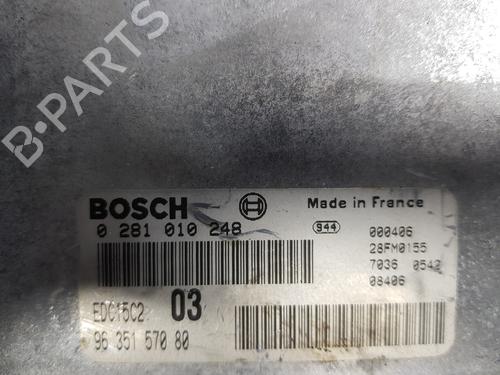 B-PARTS
BOSCH
Made in France
0 281 010 248
944
000406
28FM0155
7036 0542
08406
EDC15C2 03
96 351 570 80